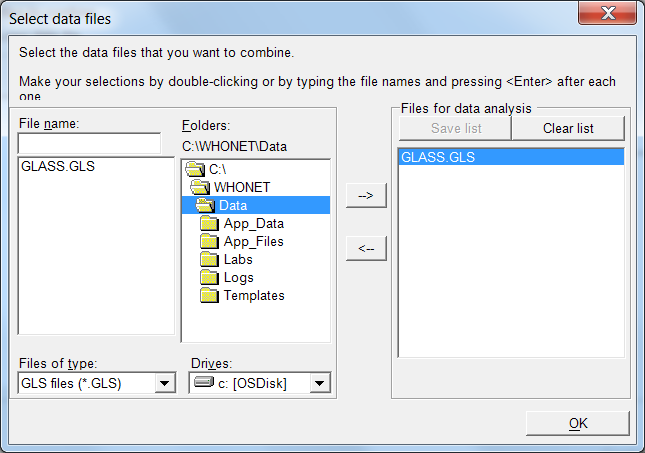 Select data files
Select the data files that you want to combine.
Make your selections by double-clicking or by typing the file names and pressing <Enter> after each
one
File name:
GLASS.GLS
Files of type:
GLS files (*.GLS)
Folders:
C:\WHONET\Data
C:\
WHONET
Data
App_Data
App_Files
Labs
Logs
Templates
Drives:
c: [OSDisk]
-->
<--
Files for data analysis
Save list
Clear list
GLASS.GLS
OK